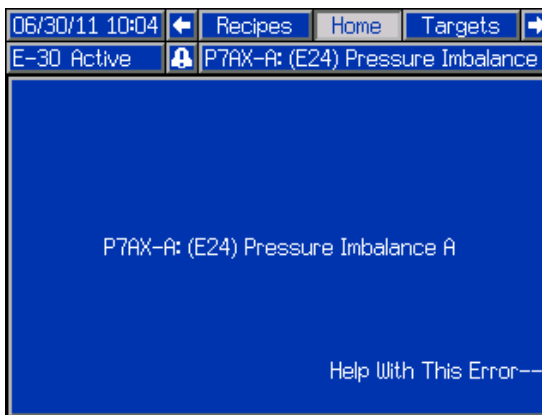 06/30/11 10:04 Recipes Home Targets
E-30 Active P7AX-A: (E24) Pressure Imbalance
P7AX-A: (E24) Pressure Imbalance A
Help With This Error--